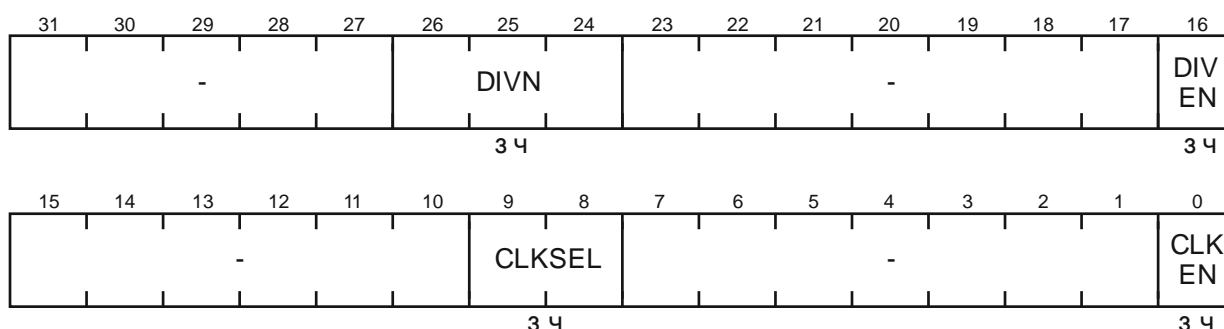 31 30 29 28 27 26 25 24 23 22 21 20 19 18 17 16
- DIVN - DIV
EN
З Ч З Ч
15 14 13 12 11 10 9 8 7 6 5 4 3 2 1 0
- CLKSEL - CLK
EN
З Ч З Ч